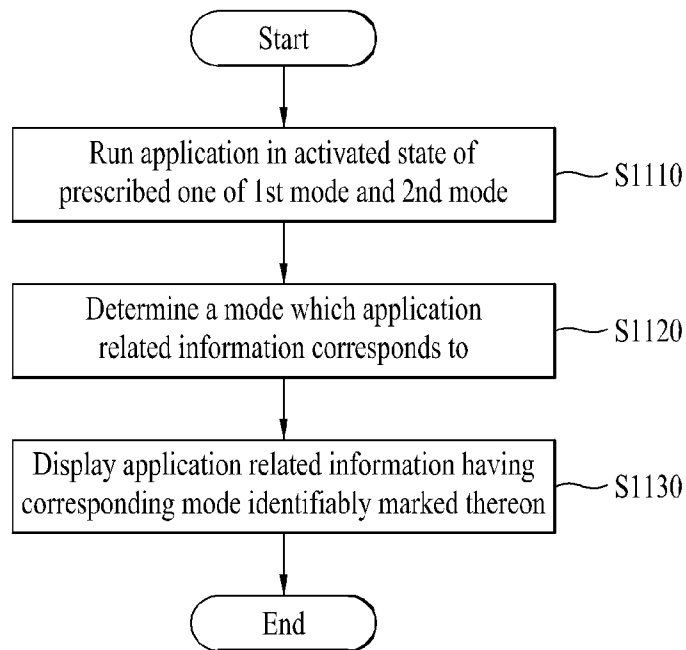 Start
Run application in activated state of
prescribed one of 1st mode and 2nd mode
S1110
Determine a mode which application
related information corresponds to
S1120
Display application related information having
corresponding mode identifiably marked thereon
S1130
End